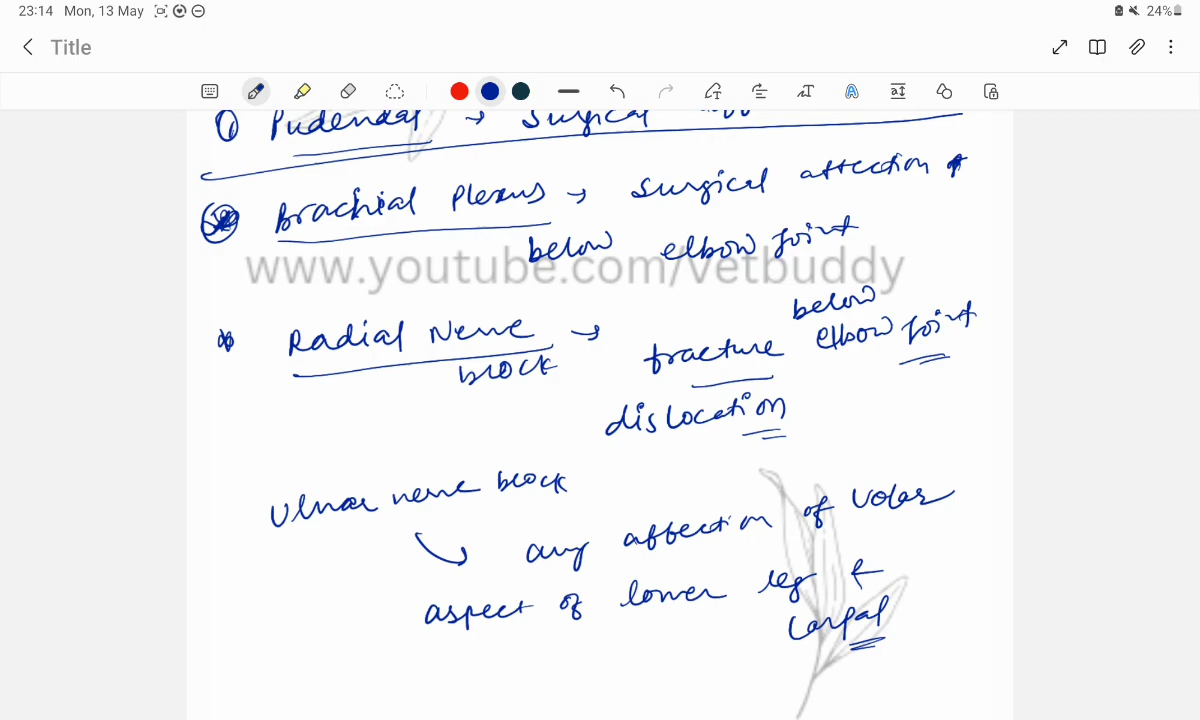 23:14 Mon, 13 May
24%
Title
① Pudendal → Surgical
Brachial Plexus → Surgical affection
below elbow joint
www.youtube.com/vetbuddy
* Radial Nerve block → fracture below elbow joint
dislocation
Ulnar nerve block
any affection of volar
aspect of lower leg ←
Carpal